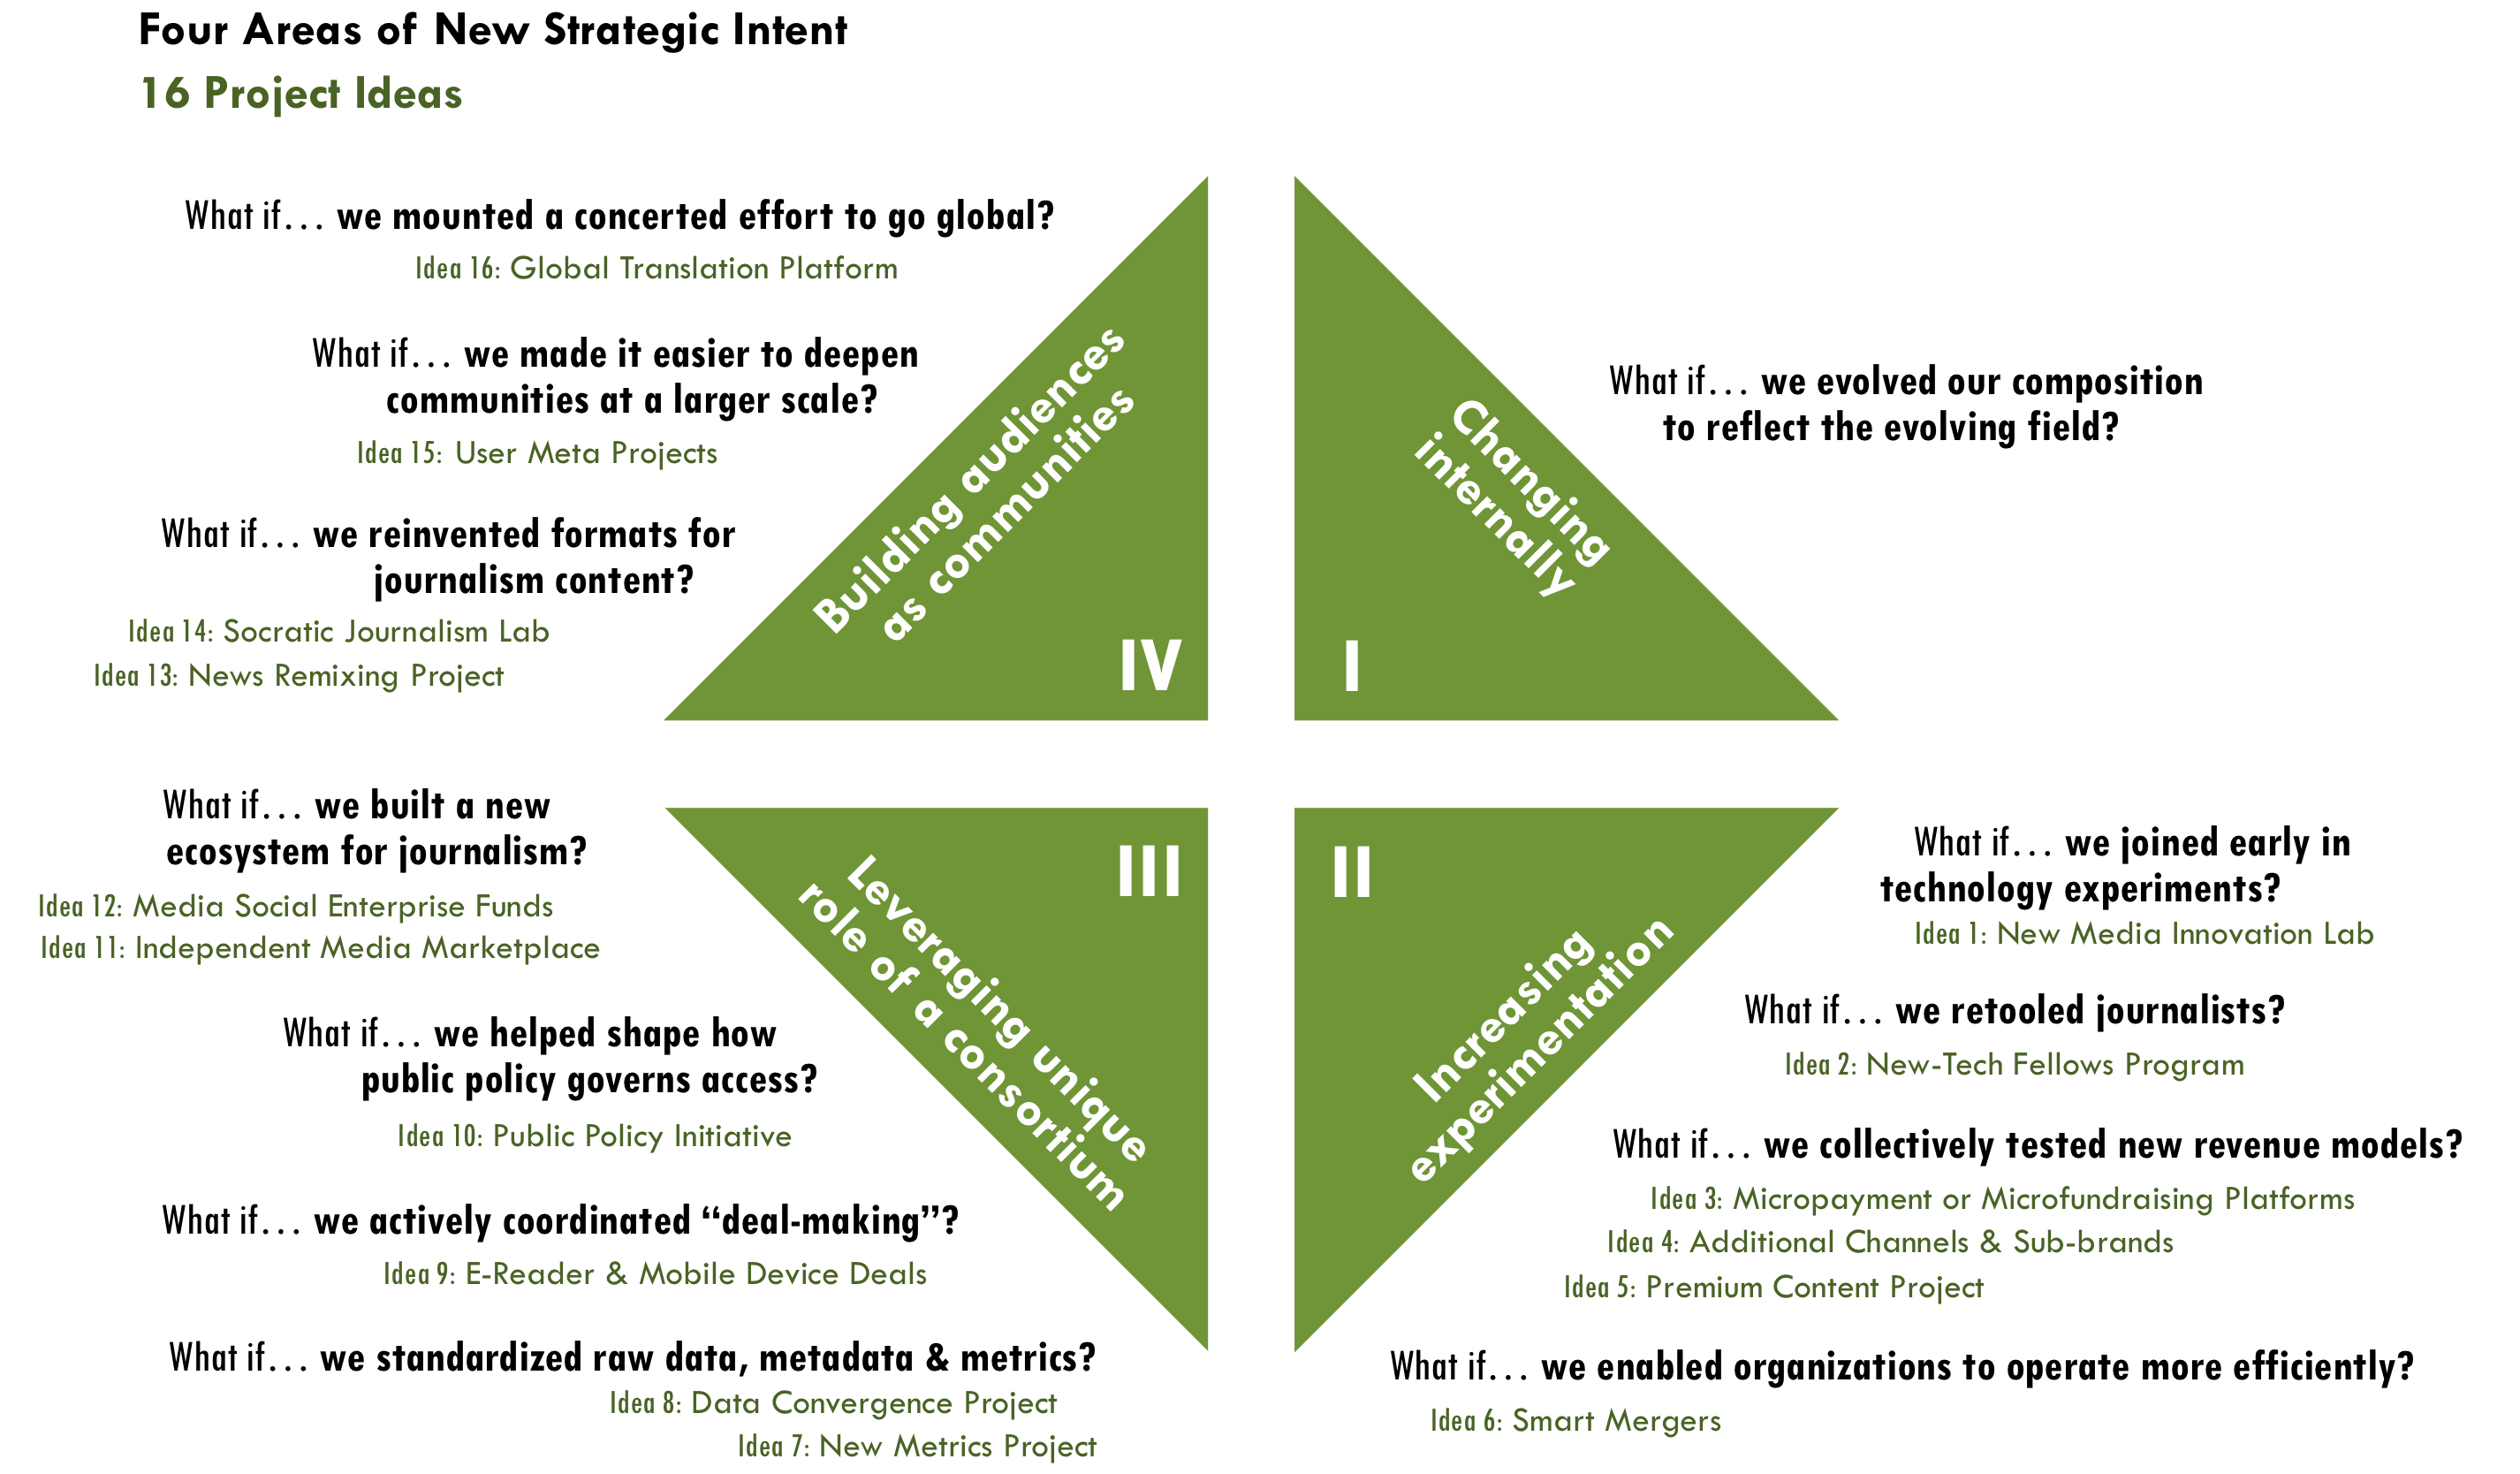 Four Areas of New Strategic Intent
16 Project Ideas
What if… we mounted a concerted effort to go global?
Idea 16: Global Translation Platform
What if… we made it easier to deepen
communities at a larger scale?
Idea 15: User Meta Projects
What if… we reinvented formats for
journalism content?
Idea 14: Socratic Journalism Lab
Idea 13: News Remixing Project
Building audiences
as communities
IV
Changing
internally
I
What if… we evolved our composition
to reflect the evolving field?
What if… we built a new
ecosystem for journalism?
Idea 12: Media Social Enterprise Funds
Idea 11: Independent Media Marketplace
What if… we helped shape how
public policy governs access?
Idea 10: Public Policy Initiative
What if… we actively coordinated “deal-making”?
Idea 9: E-Reader & Mobile Device Deals
What if… we standardized raw data, metadata & metrics?
Idea 8: Data Convergence Project
Idea 7: New Metrics Project
III
Leveraging unique
role of a consortium
II
Increasing
experimentation
What if… we joined early in
technology experiments?
Idea 1: New Media Innovation Lab
What if… we retooled journalists?
Idea 2: New-Tech Fellows Program
What if… we collectively tested new revenue models?
Idea 3: Micropayment or Microfundraising Platforms
Idea 4: Additional Channels & Sub-brands
Idea 5: Premium Content Project
What if… we enabled organizations to operate more efficiently?
Idea 6: Smart Mergers